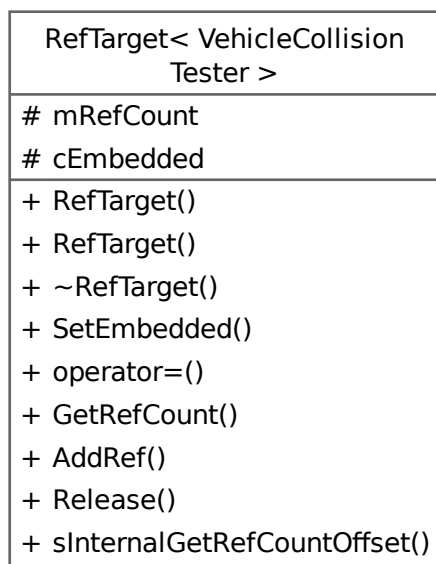 RefTarget< VehicleCollision
Tester >
# mRefCount
# cEmbedded
+ RefTarget()
+ RefTarget()
+ ~RefTarget()
+ SetEmbedded()
+ operator=()
+ GetRefCount()
+ AddRef()
+ Release()
+ sInternalGetRefCountOffset()